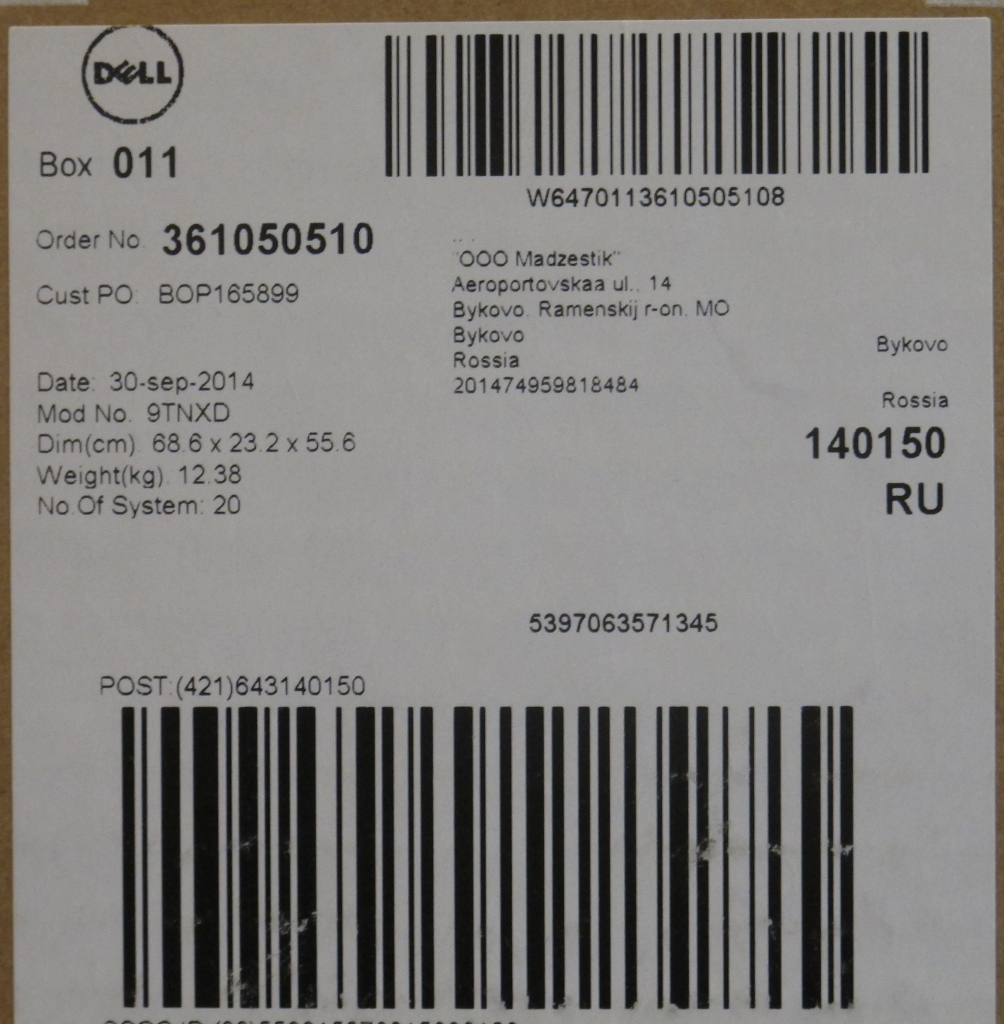 DELL
Box 011
W6470113610505108
Order No. 361050510
Cust PO: BOP165899
"OOO Madzestik"
Aeroportovskaa ul., 14
Bykovo, Ramenskij r-on, MO
Bykovo
Rossia
201474959818484
Bykovo
Rossia
140150
RU
Date: 30-sep-2014
Mod No. 9TNXD
Dim(cm). 68.6 x 23.2 x 55.6
Weight(kg). 12.38
No.Of System: 20
5397063571345
POST:(421)643140150